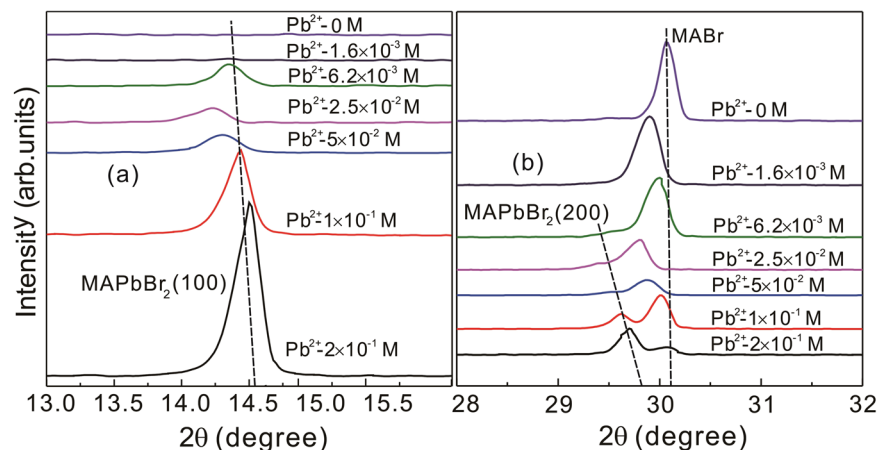 Intensity (arb.units)
Pb²⁺-0 M
Pb²⁺-1.6×10⁻³ M
Pb²⁺-6.2×10⁻³ M
Pb²⁺-2.5×10⁻² M
Pb²⁺-5×10⁻² M
(a)
Pb²⁺-1×10⁻¹ M
MAPbBr₂(100)
Pb²⁺-2×10⁻¹ M
13.0 13.5 14.0 14.5 15.0 15.5
2θ (degree)
MABr
Pb²⁺-0 M
(b)
Pb²⁺-1.6×10⁻³ M
MAPbBr₂(200)
Pb²⁺-6.2×10⁻³ M
Pb²⁺-2.5×10⁻² M
Pb²⁺-5×10⁻² M
Pb²⁺-1×10⁻¹ M
Pb²⁺-2×10⁻¹ M
28 29 30 31 32
2θ (degree)